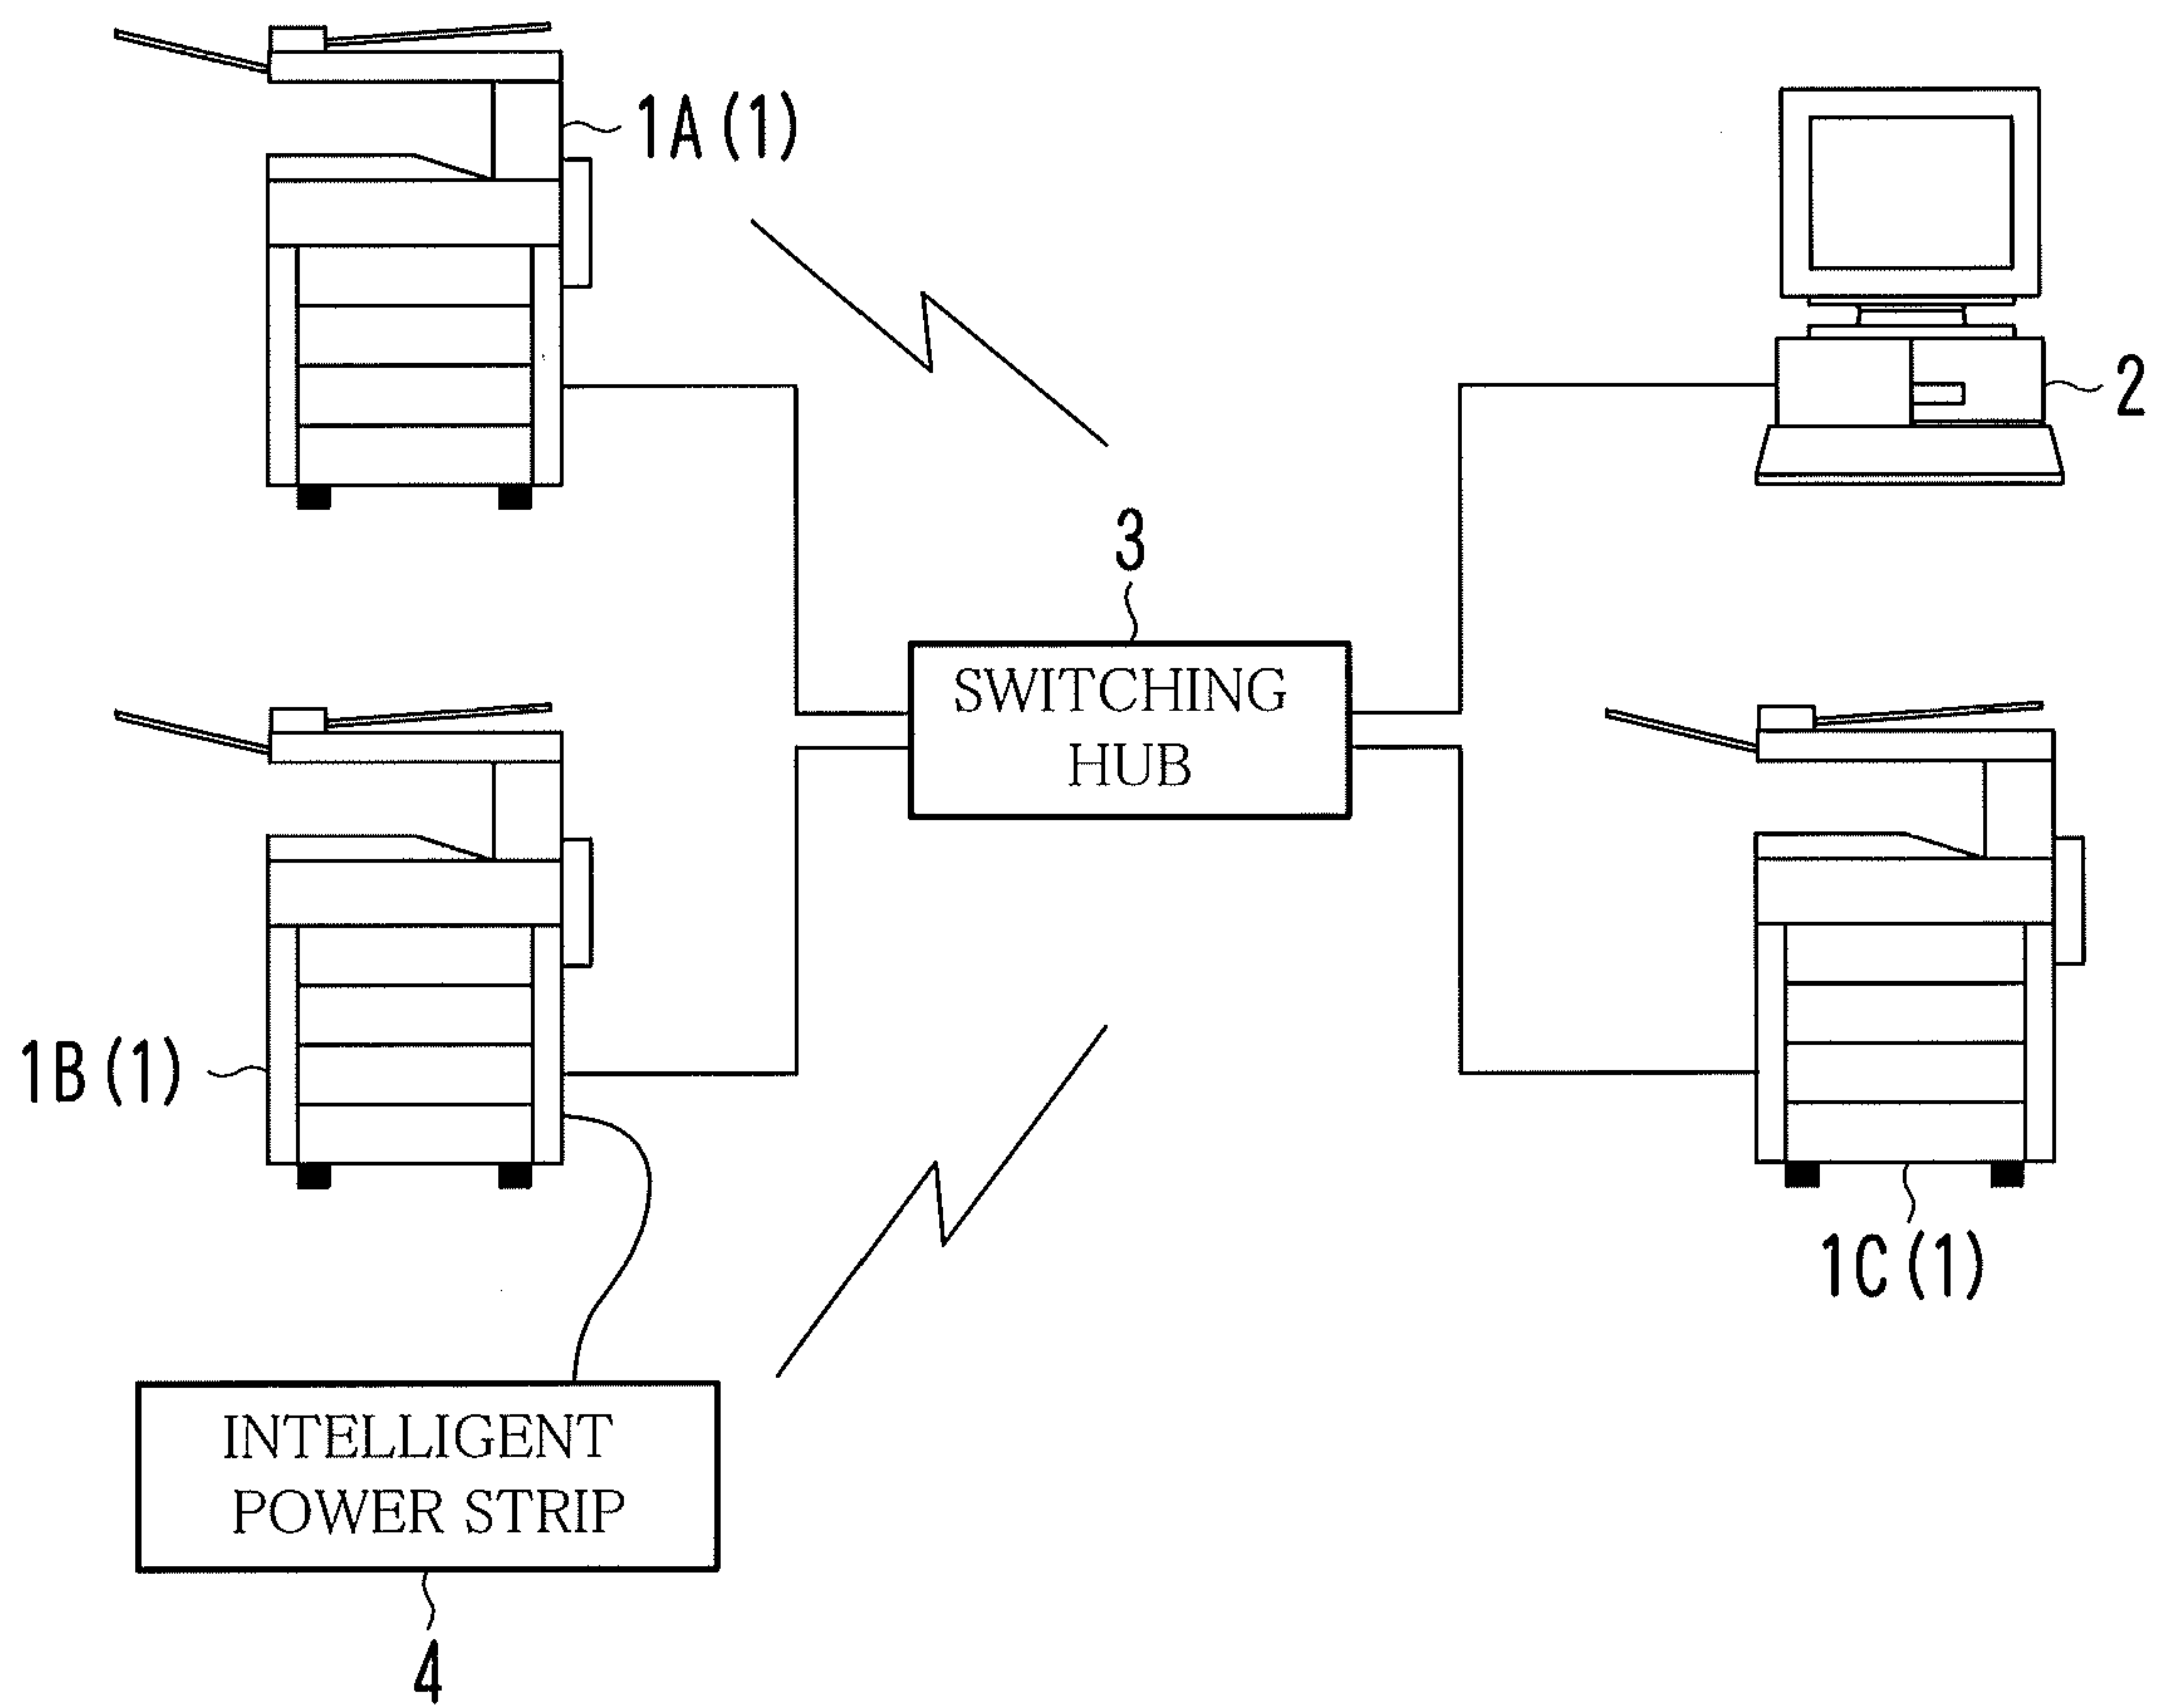 1A(1)
2
3
SWITCHING
HUB
1B(1)
1C(1)
INTELLIGENT
POWER STRIP
4